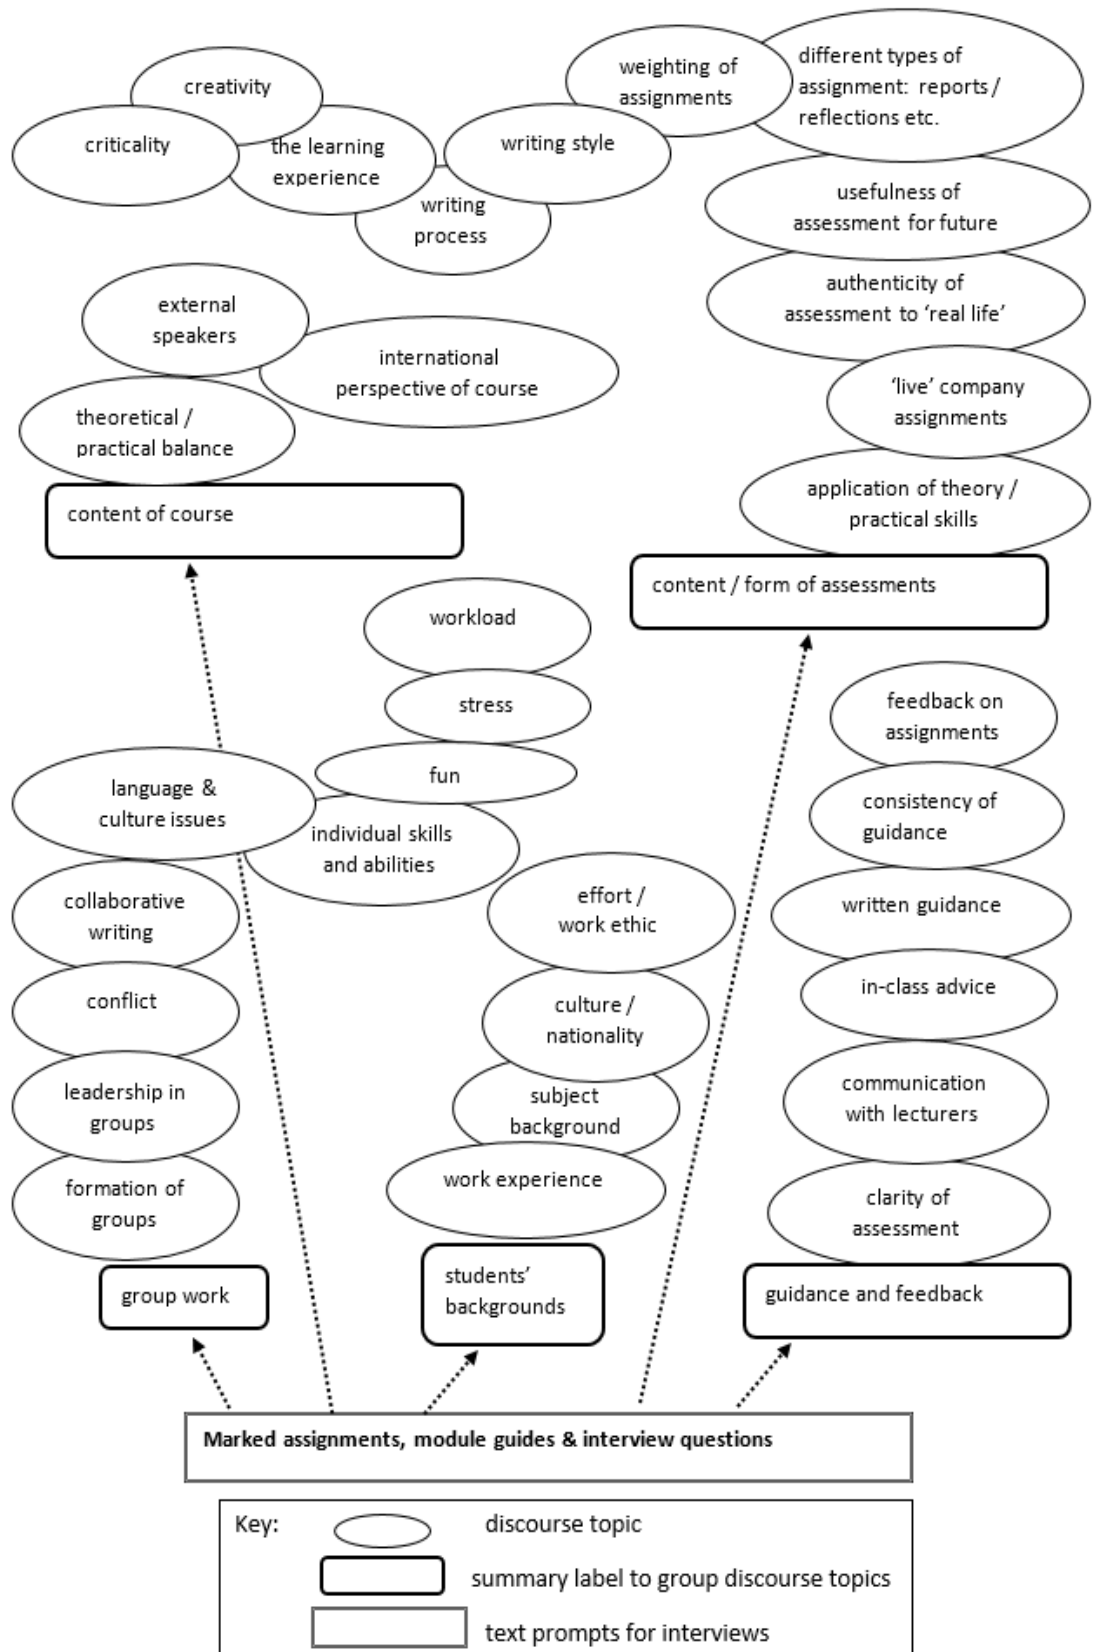 creativity
criticality
the learning
experience
writing
process
writing style
weighting of
assignments
different types of
assignment: reports /
reflections etc.
usefulness of
assessment for future
authenticity of
assessment to ‘real life’
‘live’ company
assignments
application of theory /
practical skills
content / form of assessments
external
speakers
international
perspective of course
theoretical /
practical balance
content of course
workload
stress
fun
individual skills
and abilities
language &
culture issues
collaborative
writing
conflict
leadership in
groups
formation of
groups
group work
effort /
work ethic
culture /
nationality
subject
background
work experience
students’
backgrounds
feedback on
assignments
consistency of
guidance
written guidance
in-class advice
communication
with lecturers
clarity of
assessment
guidance and feedback
Marked assignments, module guides & interview questions
Key:
discourse topic
summary label to group discourse topics
text prompts for interviews